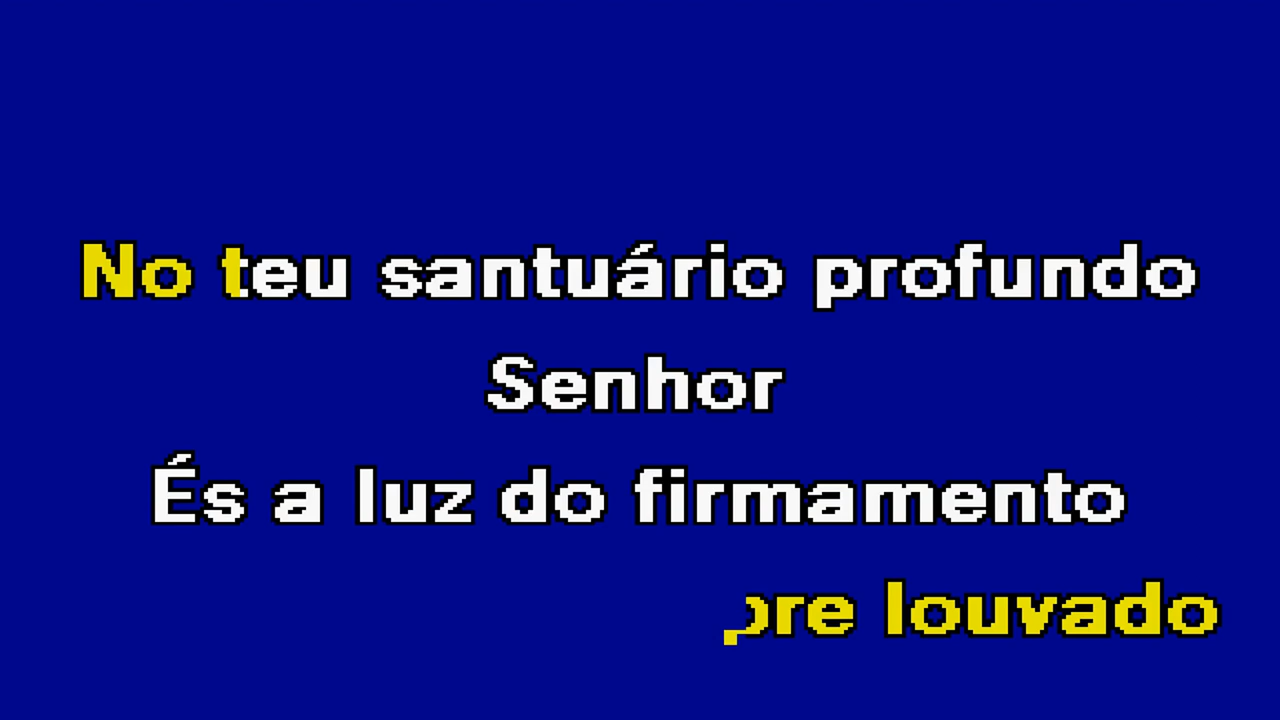 No teu santuário profundo
Senhor
És a luz do firmamento
louvado